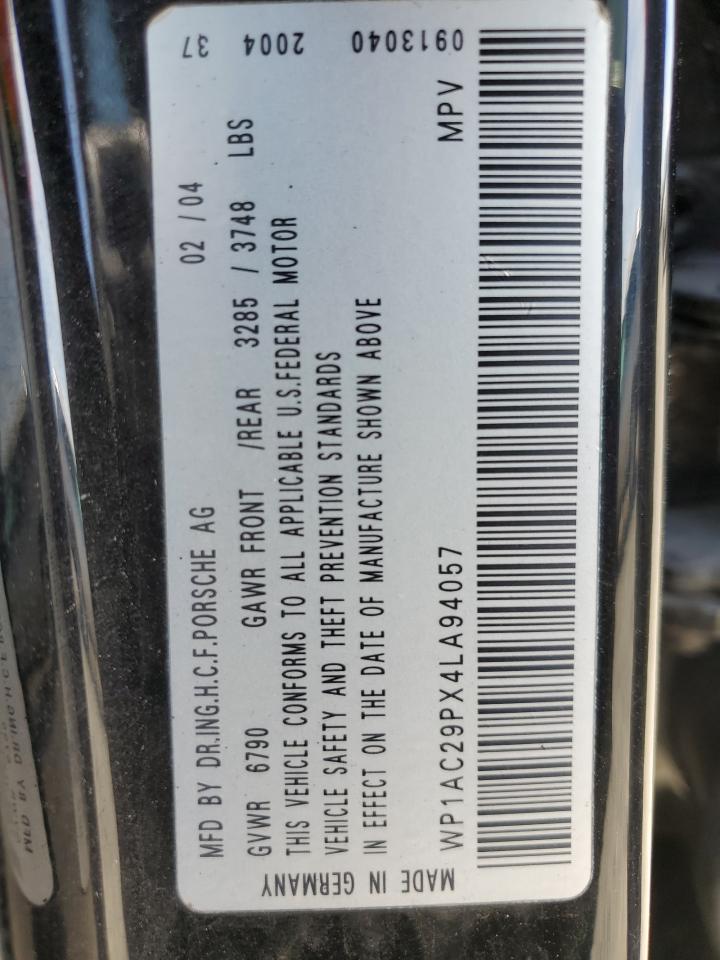 MFD BY DR.ING.H.C.F.PORSCHE AG 02 / 04
GVWR 6790 GAWR FRONT /REAR 3285 / 3748 LBS
THIS VEHICLE CONFORMS TO ALL APPLICABLE U.S.FEDERAL MOTOR
VEHICLE SAFETY AND THEFT PREVENTION STANDARDS
IN EFFECT ON THE DATE OF MANUFACTURE SHOWN ABOVE
WP1AC29PX4LA94057 MPV
MADE IN GERMANY
37 2004 0913040